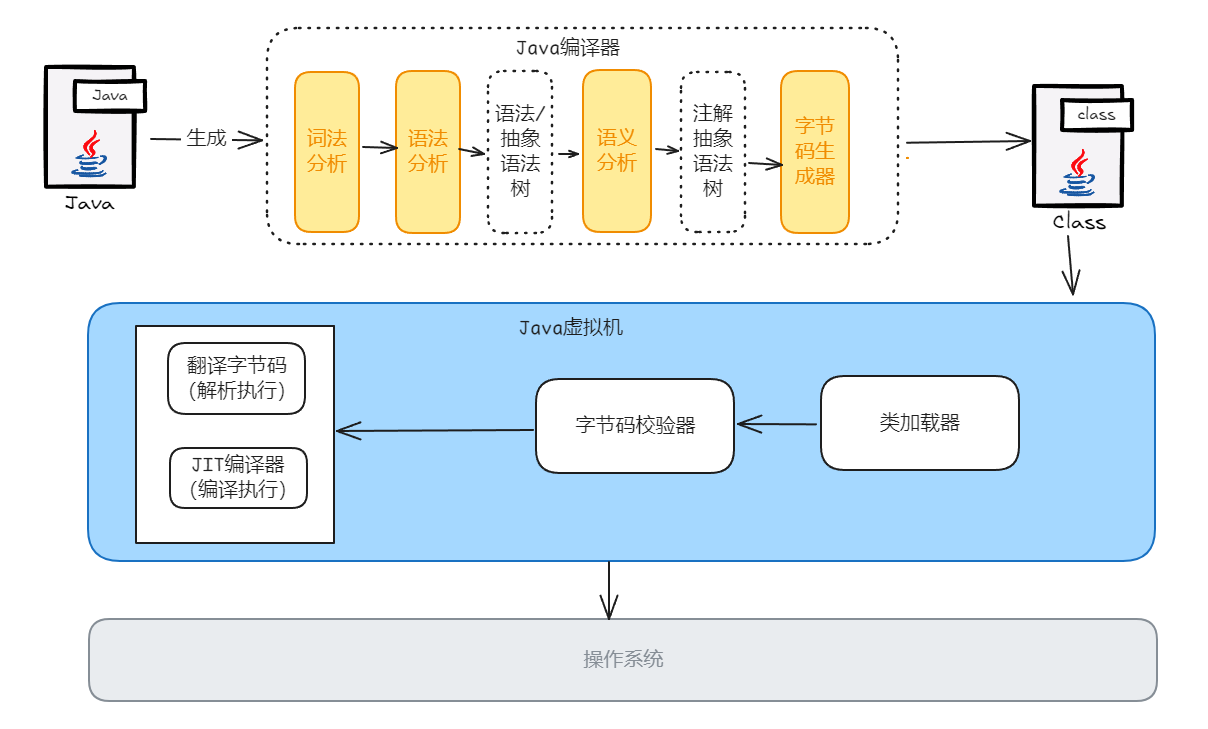 Java编译器
Java
Java
生成
词法
分析
语法
分析
语法/
抽象
语法
树
语义
分析
注解
抽象
语法
树
字节
码生
成器
class
Class
Java虚拟机
翻译字节码
(解析执行)
JIT编译器
(编译执行)
字节码校验器
类加载器
操作系统